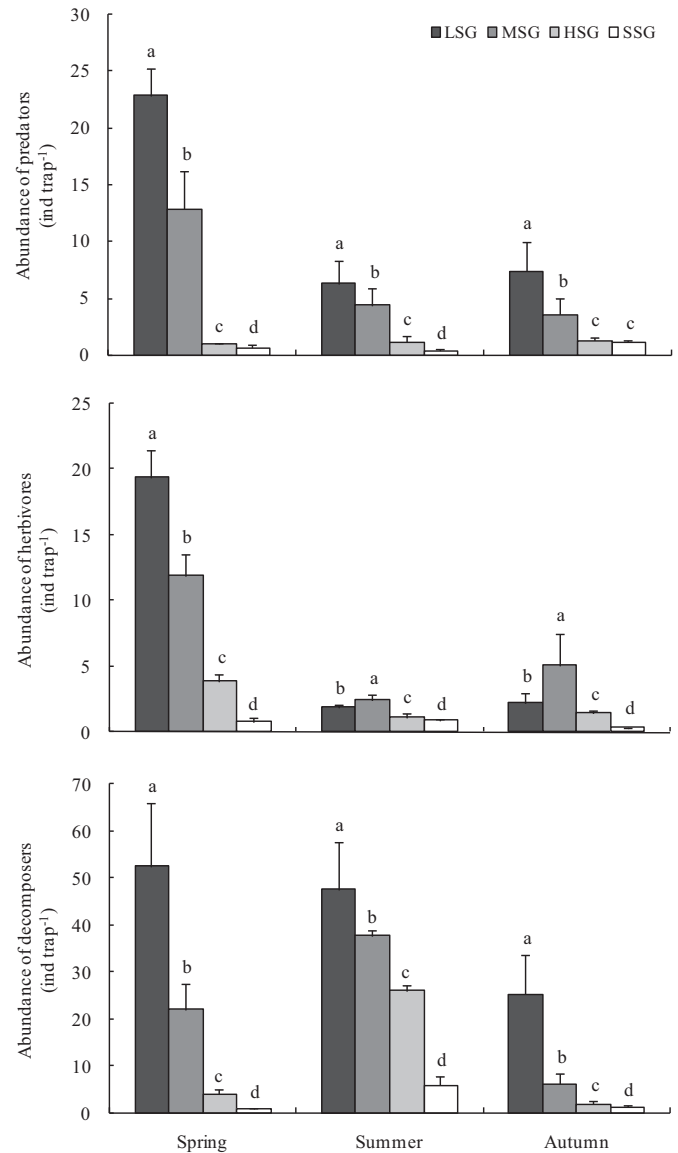 30
LSG MSG HSG SSG
25
20
15
10
5
0
Abundance of predators
(ind trap-1)
a
b
c
d
a
b
c
d
a
b
c
c
25
20
15
10
5
0
Abundance of herbivores
(ind trap-1)
a
b
c
d
b
a
c
d
b
a
c
d
70
60
50
40
30
20
10
0
Abundance of decomposers
(ind trap-1)
a
b
c
d
a
b
c
d
a
b
c
d
Spring Summer Autumn